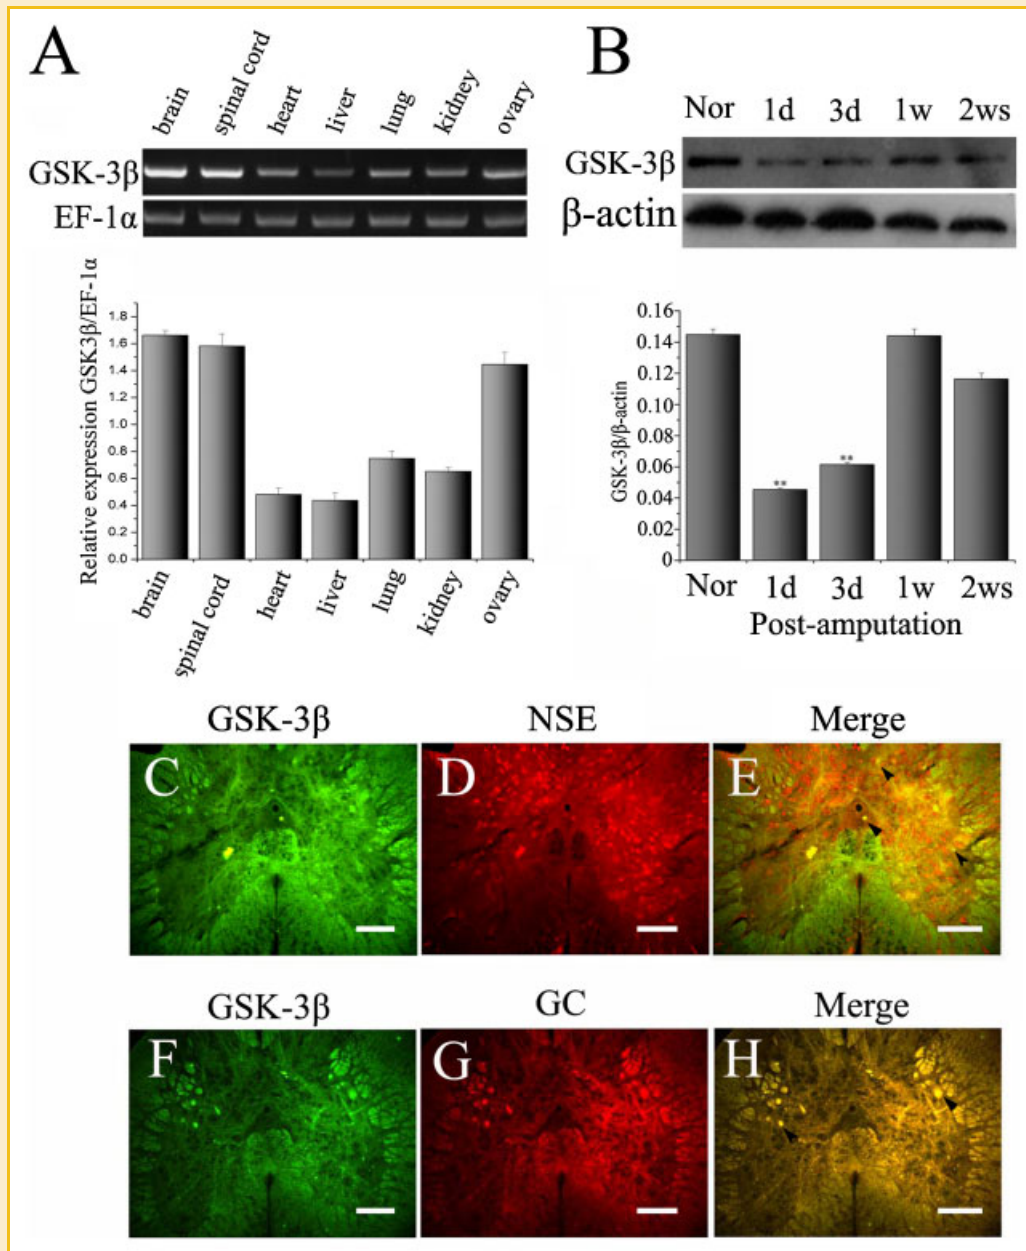 A
brain spinal cord heart liver lung kidney ovary
GSK-3β
EF-1α
Relative expression GSK3β/EF-1α
1.8
1.6
1.4
1.2
1.0
0.8
0.6
0.4
0.2
0.0
brain spinal cord heart liver lung kidney ovary
B
Nor 1d 3d 1w 2ws
GSK-3β
β-actin
GSK-3β/β-actin
0.16
0.14
0.12
0.10
0.08
0.06
0.04
0.02
0
** **
Nor 1d 3d 1w 2ws
Post-amputation
GSK-3β NSE Merge
C D E
GSK-3β GC Merge
F G H